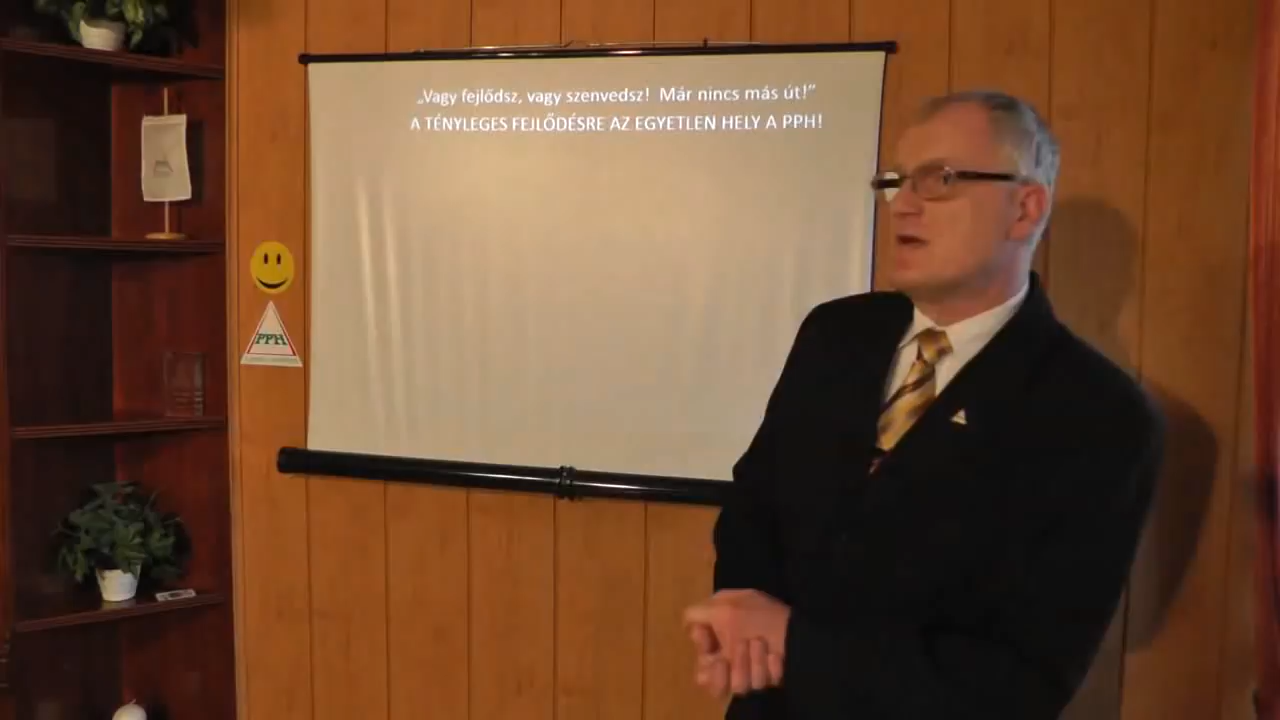 „Vagy fejlődsz, vagy szenvedsz!  Már nincs más út!”
A TÉNYLEGES FEJLŐDÉSRE AZ EGYETLEN HELY A PPH!
PPH